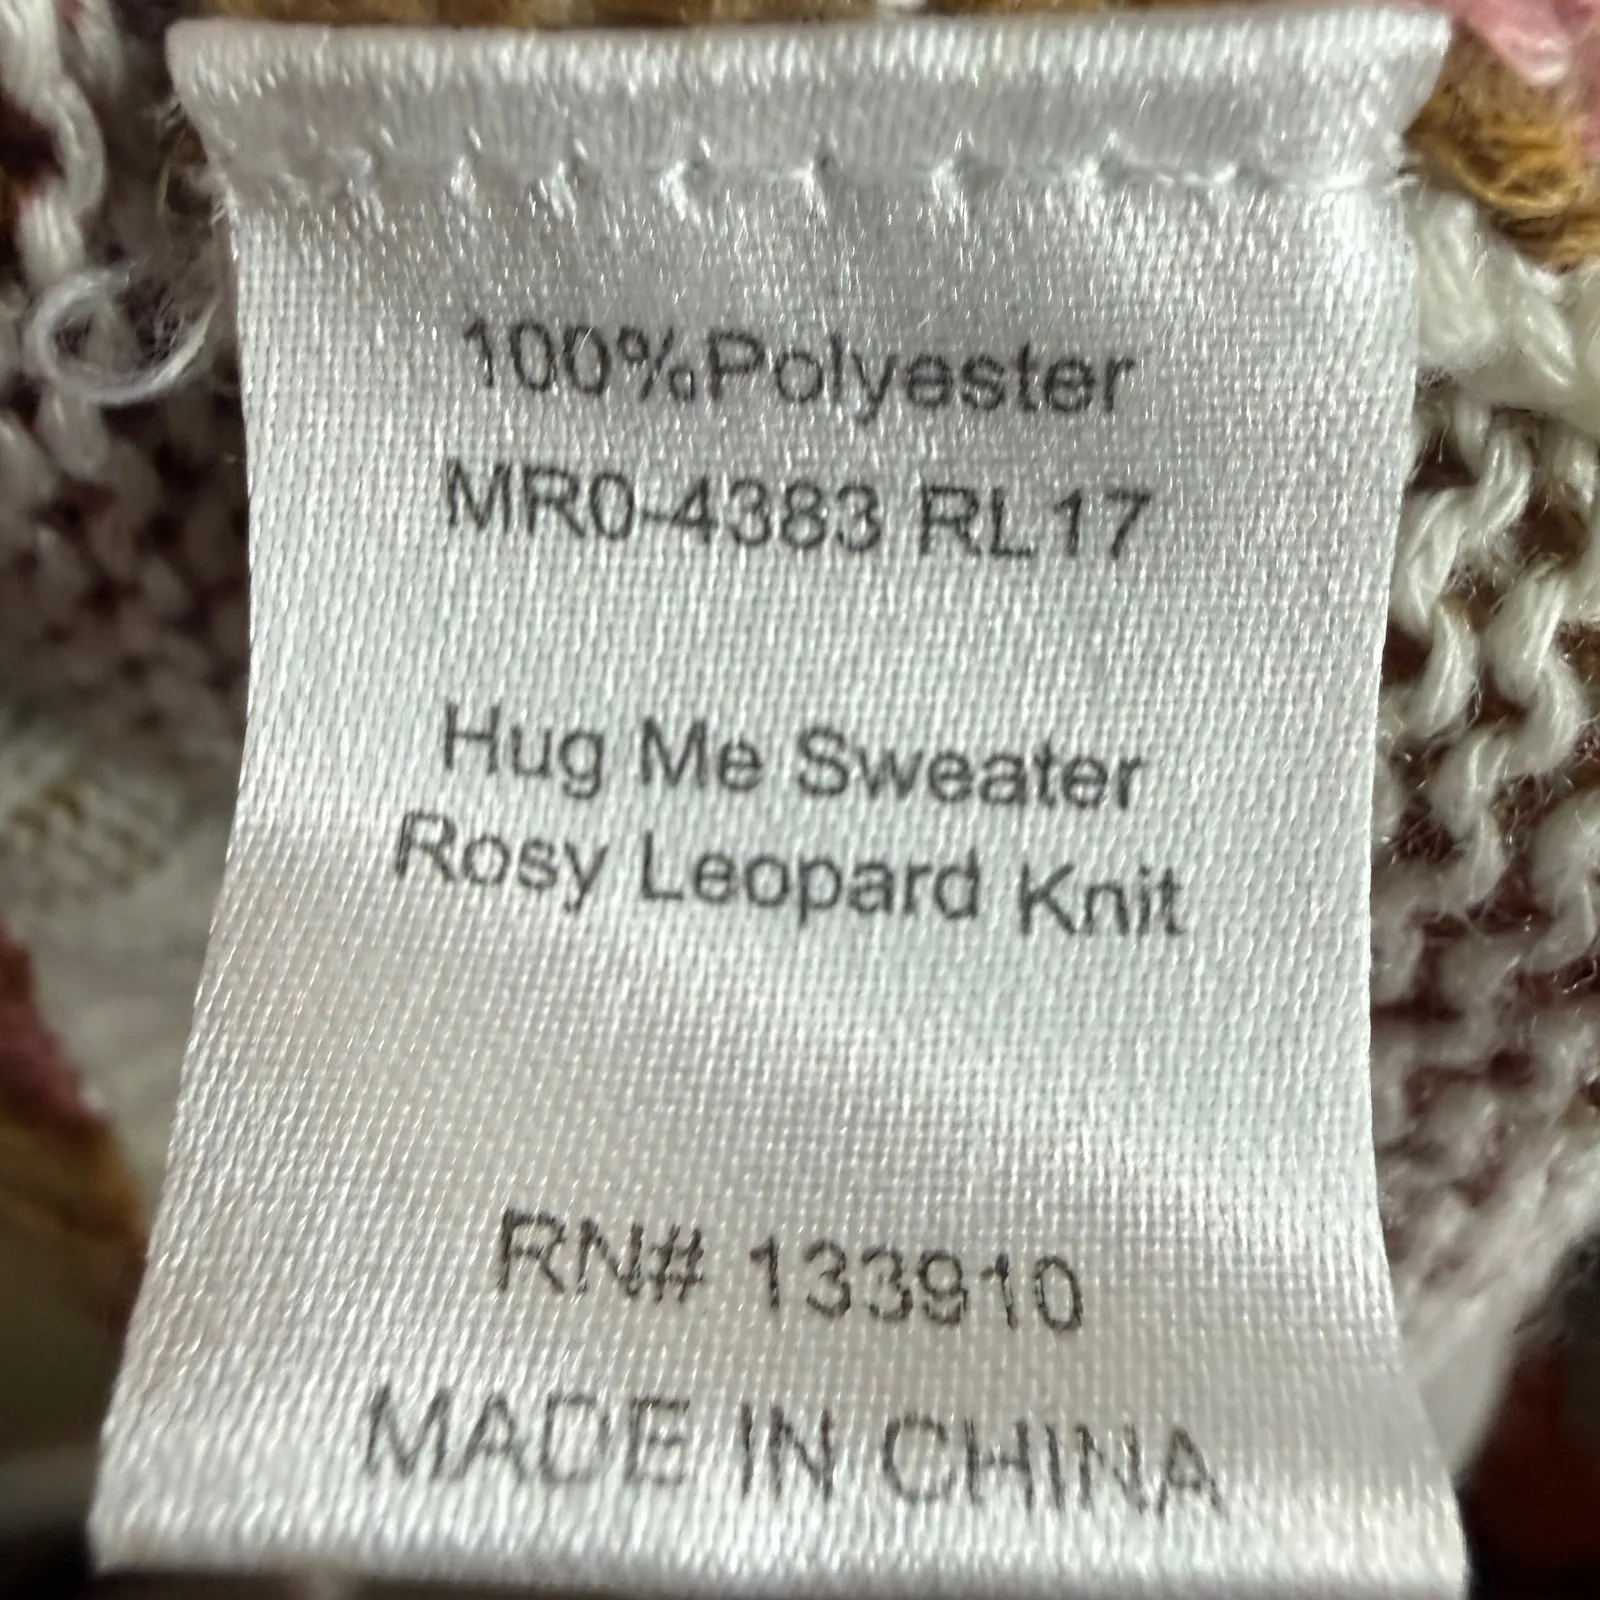 100%Polyester
MR0-4383 RL17
Hug Me Sweater
Rosy Leopard Knit
RN# 133910
MADE IN CHINA